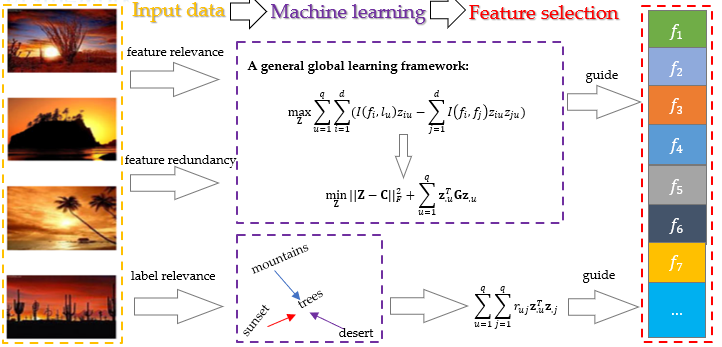 Input data
Machine learning
Feature selection
feature relevance
A general global learning framework:
guide
max_Z ∑_{u=1}^{q} ∑_{i=1}^{d} (I(f_i, l_u)z_{iu} − ∑_{j=1}^{d} I(f_i, f_j)z_{iu}z_{ju})
feature redundancy
min_Z ||Z − C||_F^2 + ∑_{u=1}^{q} z_{.u}^T Gz_{.u}
label relevance
mountains
trees
sunset
desert
∑_{u=1}^{q} ∑_{j=1}^{q} r_{uj} z_{.u}^T z_{.j}
guide
f_1
f_2
f_3
f_4
f_5
f_6
f_7
...